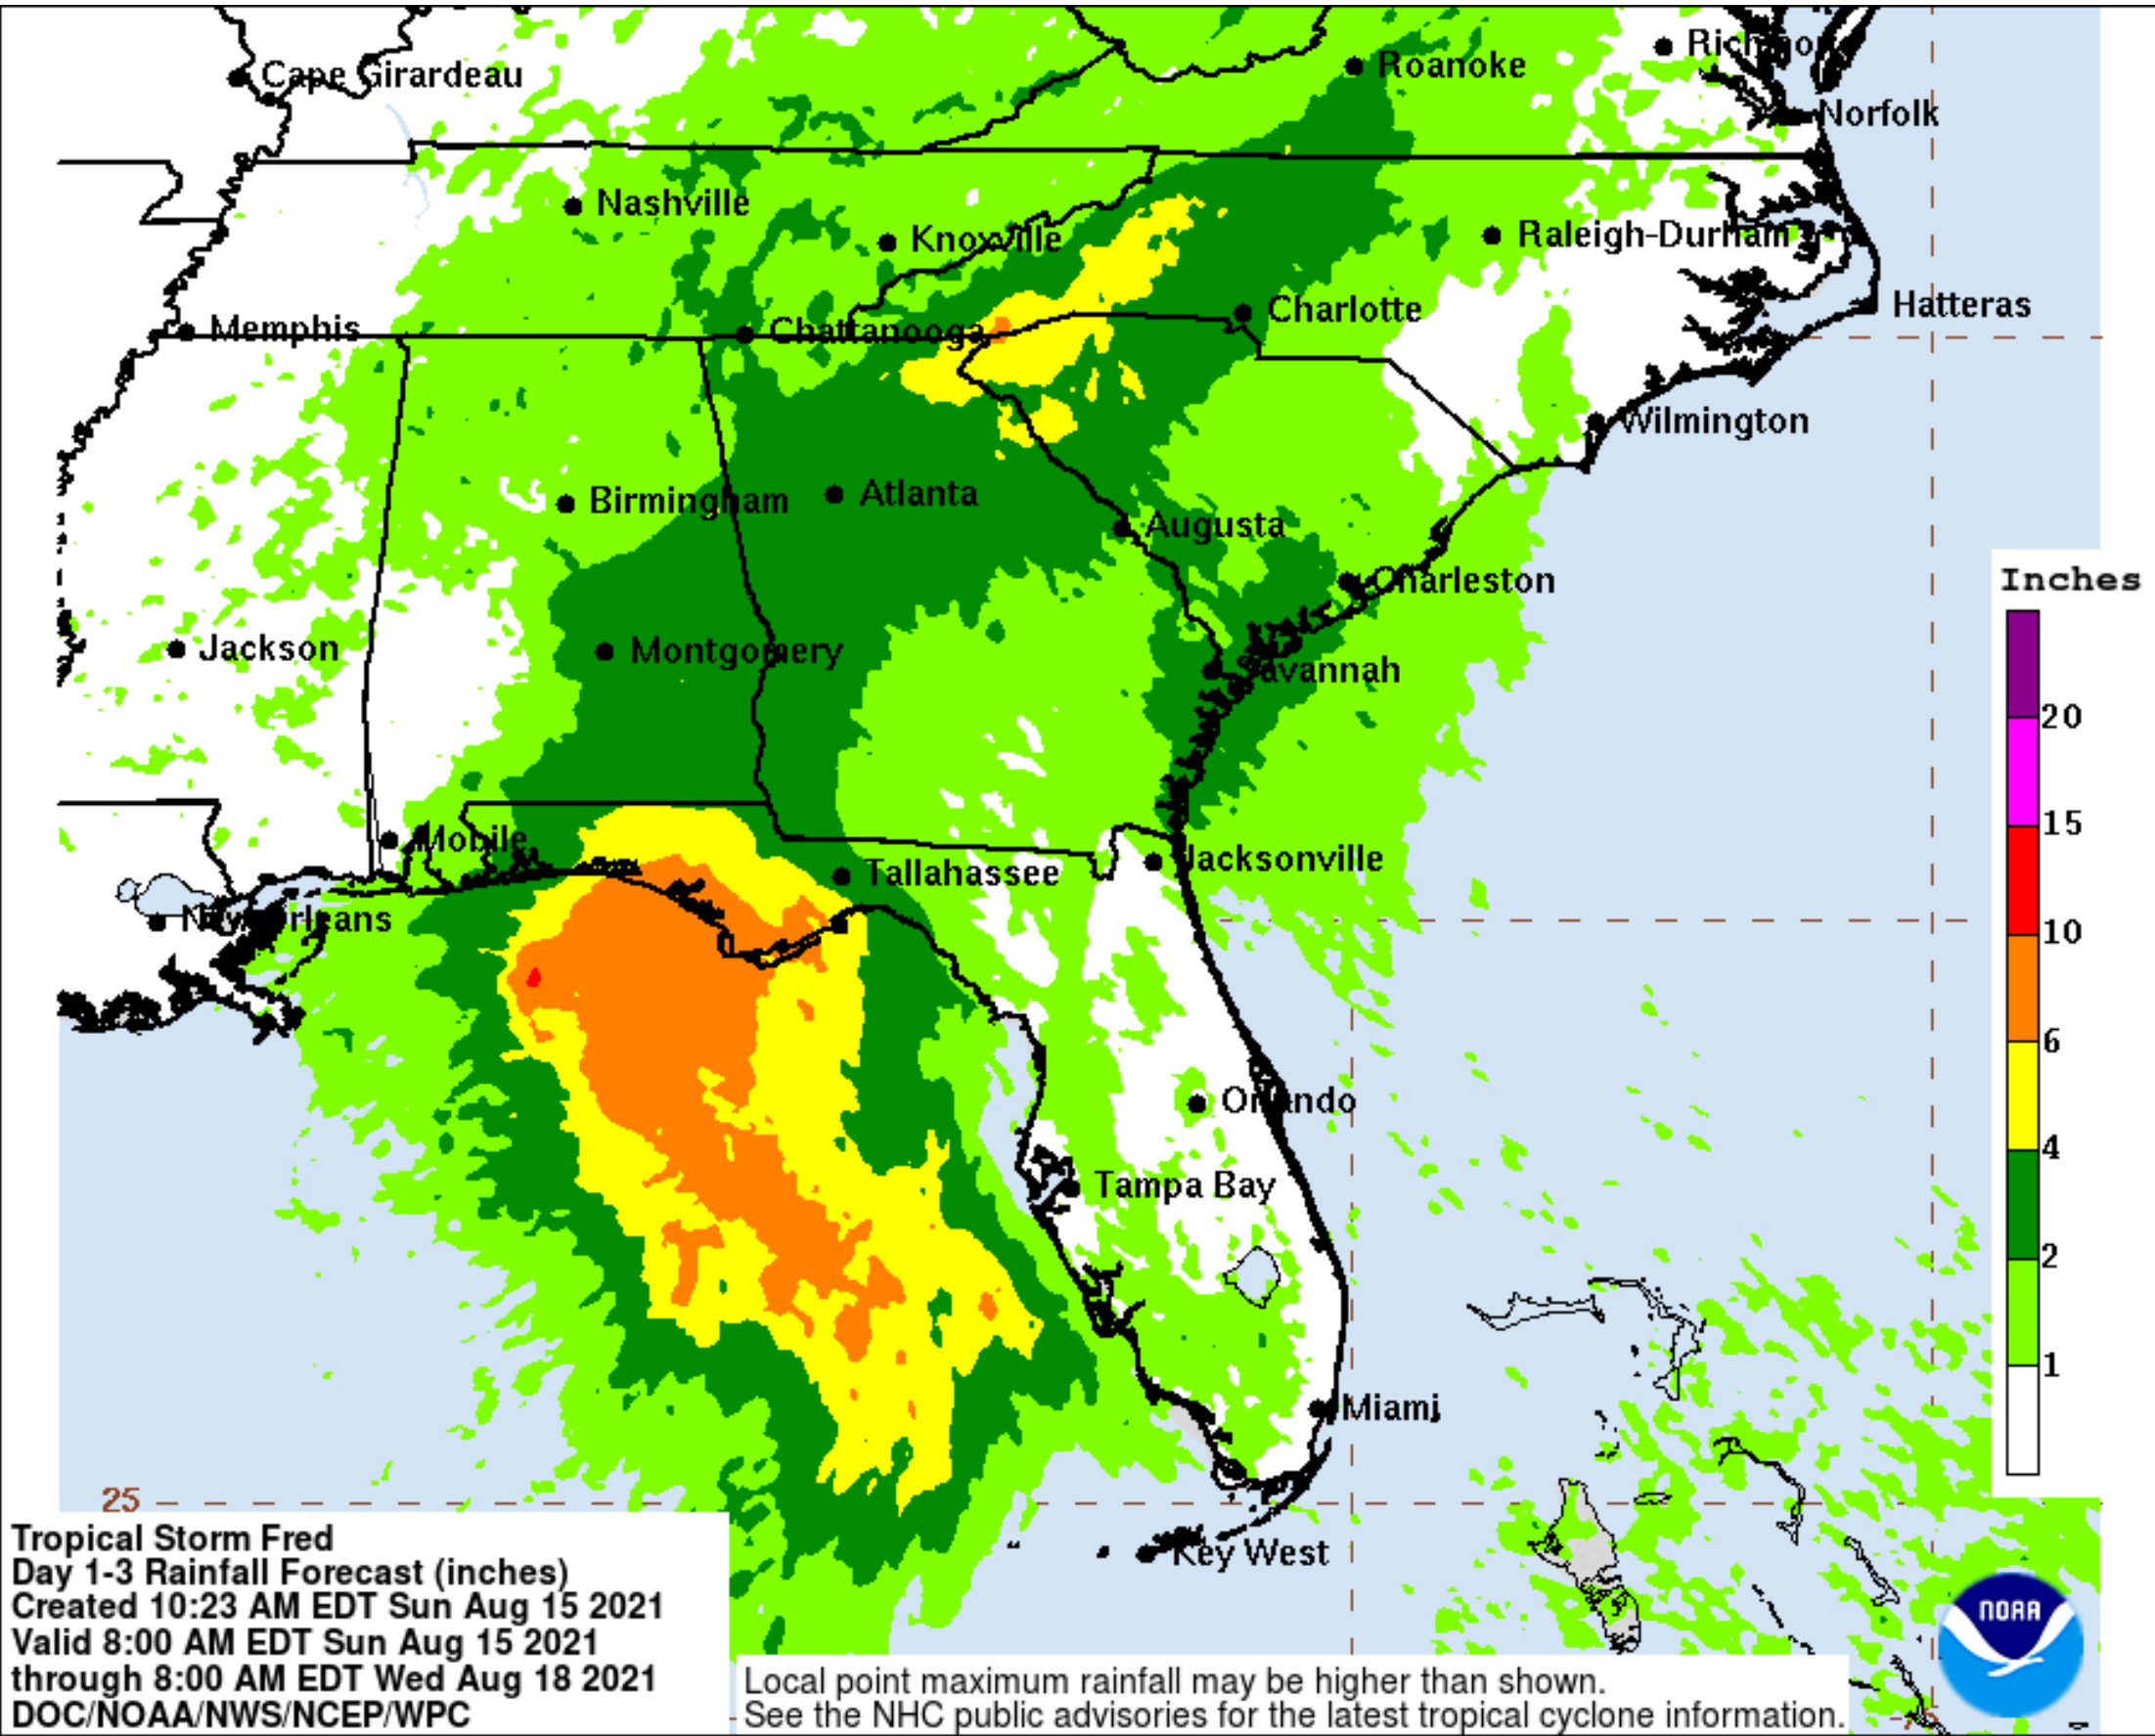 Cape Girardeau
Roanoke
Norfolk
Nashville
Knoxville
Raleigh-Durham
Memphis
Chattanooga
Charlotte
Hatteras
Wilmington
Birmingham
Atlanta
Augusta
Charleston
Jackson
Montgomery
Savannah
Mobile
Tallahassee
Jacksonville
New Orleans
Orlando
Tampa Bay
Miami
Key West
25
Inches
20
15
10
6
4
2
1
Tropical Storm Fred
Day 1-3 Rainfall Forecast (inches)
Created 10:23 AM EDT Sun Aug 15 2021
Valid 8:00 AM EDT Sun Aug 15 2021
through 8:00 AM EDT Wed Aug 18 2021
DOC/NOAA/NWS/NCEP/WPC
Local point maximum rainfall may be higher than shown.
See the NHC public advisories for the latest tropical cyclone information.
NOAA